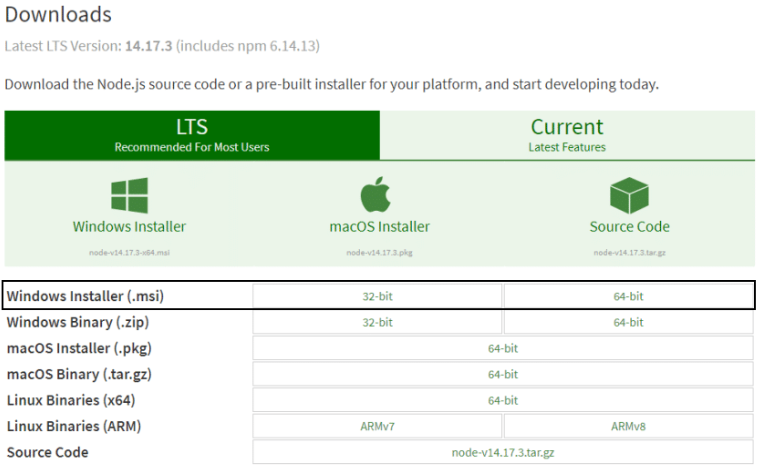 Downloads
Latest LTS Version: 14.17.3 (includes npm 6.14.13)
Download the Node.js source code or a pre-built installer for your platform, and start developing today.
LTS
Recommended For Most Users
Current
Latest Features
Windows Installer
node-v14.17.3-x64.msi
macOS Installer
node-v14.17.3.pkg
Source Code
node-v14.17.3.tar.gz
Windows Installer (.msi) 32-bit 64-bit
Windows Binary (.zip) 32-bit 64-bit
macOS Installer (.pkg) 64-bit
macOS Binary (.tar.gz) 64-bit
Linux Binaries (x64) 64-bit
Linux Binaries (ARM) ARMv7 ARMv8
Source Code node-v14.17.3.tar.gz